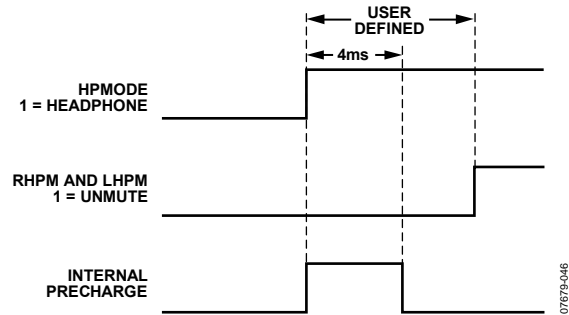 USER
DEFINED
4ms
HPMODE
1 = HEADPHONE
RHPM AND LHPM
1 = UNMUTE
INTERNAL
PRECHARGE
07679-046